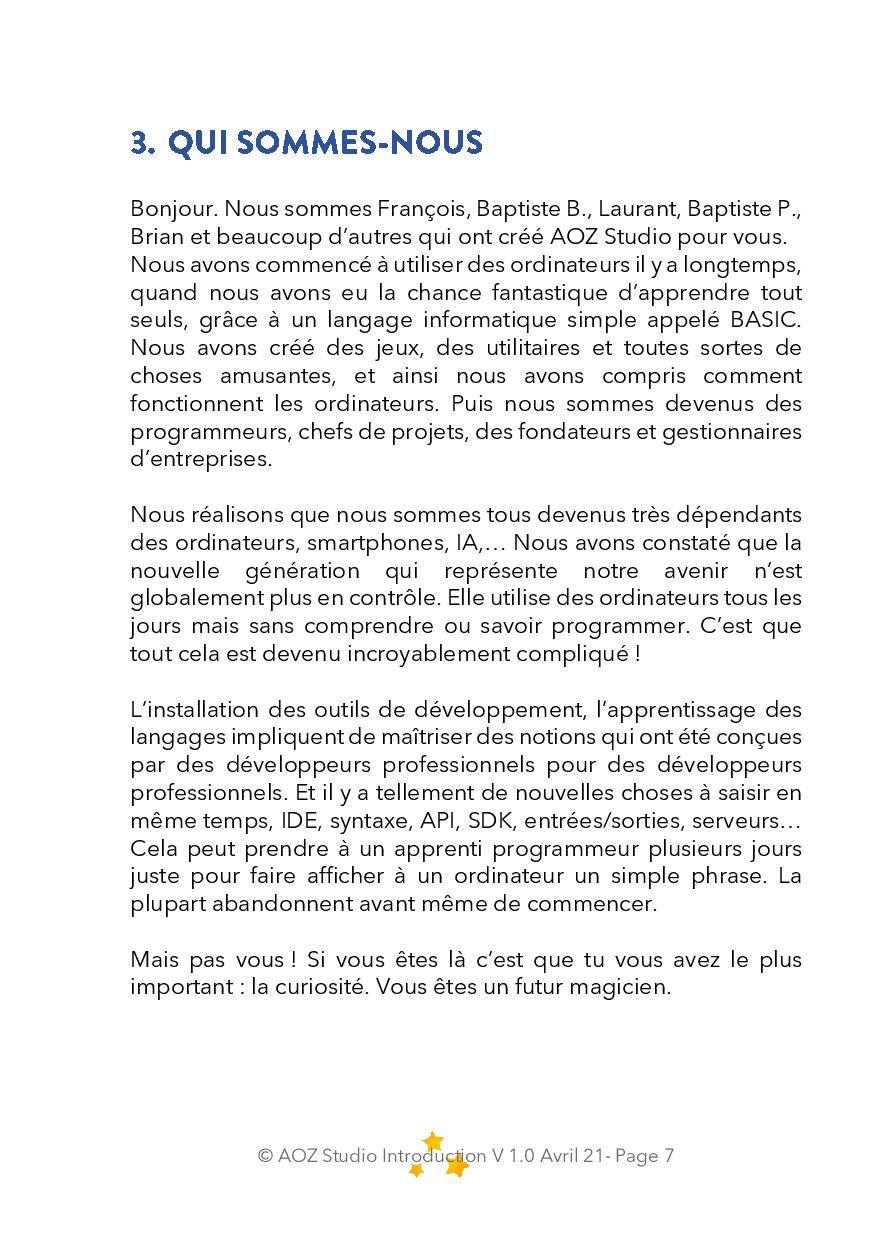 3. QUI SOMMES-NOUS
Bonjour. Nous sommes François, Baptiste B., Laurant, Baptiste P.,
Brian et beaucoup d’autres qui ont créé AOZ Studio pour vous.
Nous avons commencé à utiliser des ordinateurs il y a longtemps,
quand nous avons eu la chance fantastique d’apprendre tout
seuls, grâce à un langage informatique simple appelé BASIC.
Nous avons créé des jeux, des utilitaires et toutes sortes de
choses amusantes, et ainsi nous avons compris comment
fonctionnent les ordinateurs. Puis nous sommes devenus des
programmeurs, chefs de projets, des fondateurs et gestionnaires
d’entreprises.
Nous réalisons que nous sommes tous devenus très dépendants
des ordinateurs, smartphones, IA,… Nous avons constaté que la
nouvelle génération qui représente notre avenir n’est
globalement plus en contrôle. Elle utilise des ordinateurs tous les
jours mais sans comprendre ou savoir programmer. C’est que
tout cela est devenu incroyablement compliqué !
L’installation des outils de développement, l’apprentissage des
langages impliquent de maîtriser des notions qui ont été conçues
par des développeurs professionnels pour des développeurs
professionnels. Et il y a tellement de nouvelles choses à saisir en
même temps, IDE, syntaxe, API, SDK, entrées/sorties, serveurs…
Cela peut prendre à un apprenti programmeur plusieurs jours
juste pour faire afficher à un ordinateur un simple phrase. La
plupart abandonnent avant même de commencer.
Mais pas vous ! Si vous êtes là c’est que tu vous avez le plus
important : la curiosité. Vous êtes un futur magicien.
© AOZ Studio Introduction V 1.0 Avril 21- Page 7